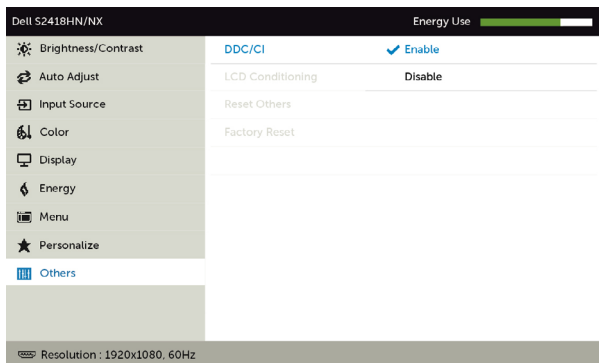 Dell S2418HN/NX Energy Use
Brightness/Contrast DDC/CI Enable
Auto Adjust LCD Conditioning Disable
Input Source Reset Others
Color Factory Reset
Display
Energy
Menu
Personalize
Others
Resolution : 1920x1080, 60Hz